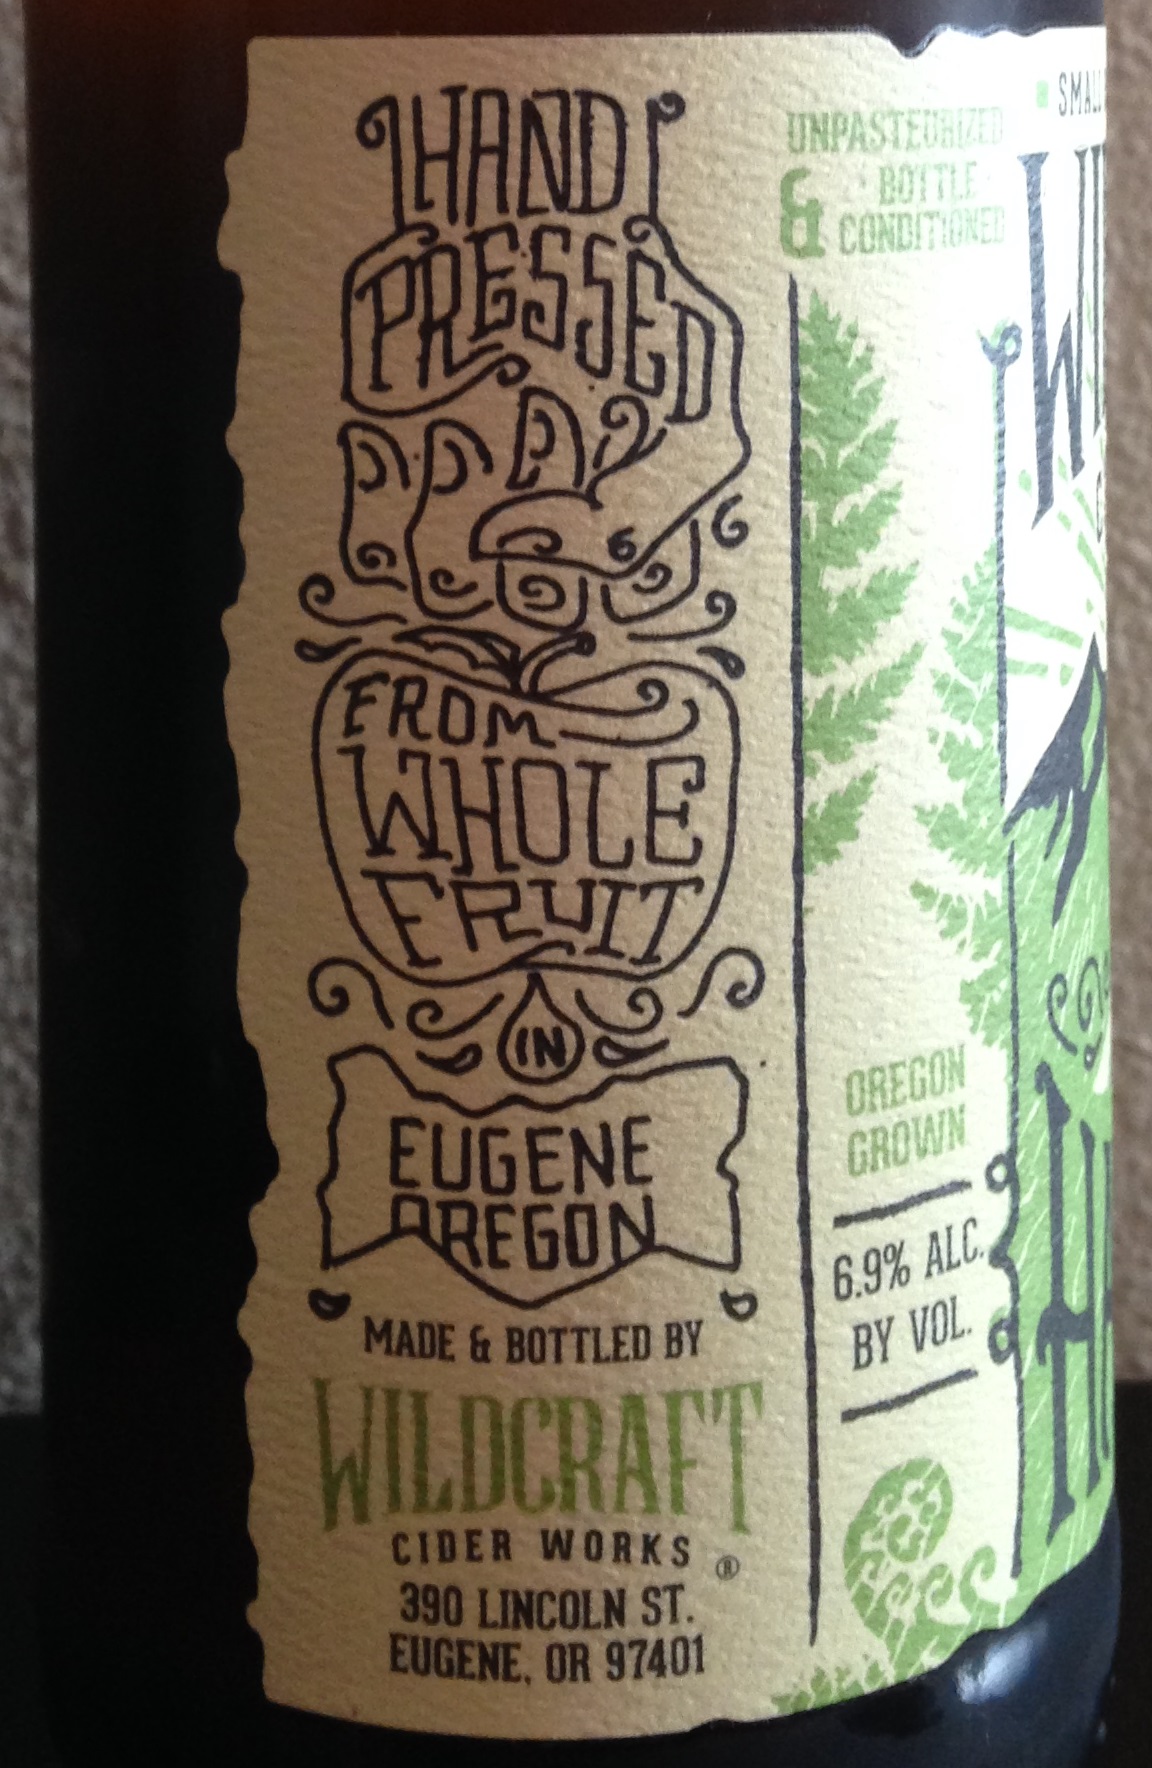 HAND
PRESSED
FROM
WHOLE
FRUIT
IN
EUGENE
OREGON
MADE & BOTTLED BY
WILDCRAFT
CIDER WORKS ®
390 LINCOLN ST.
EUGENE, OR 97401
UNPASTEURIZED
& BOTTLE
CONDITIONED
OREGON
GROWN
6.9% ALC.
BY VOL.